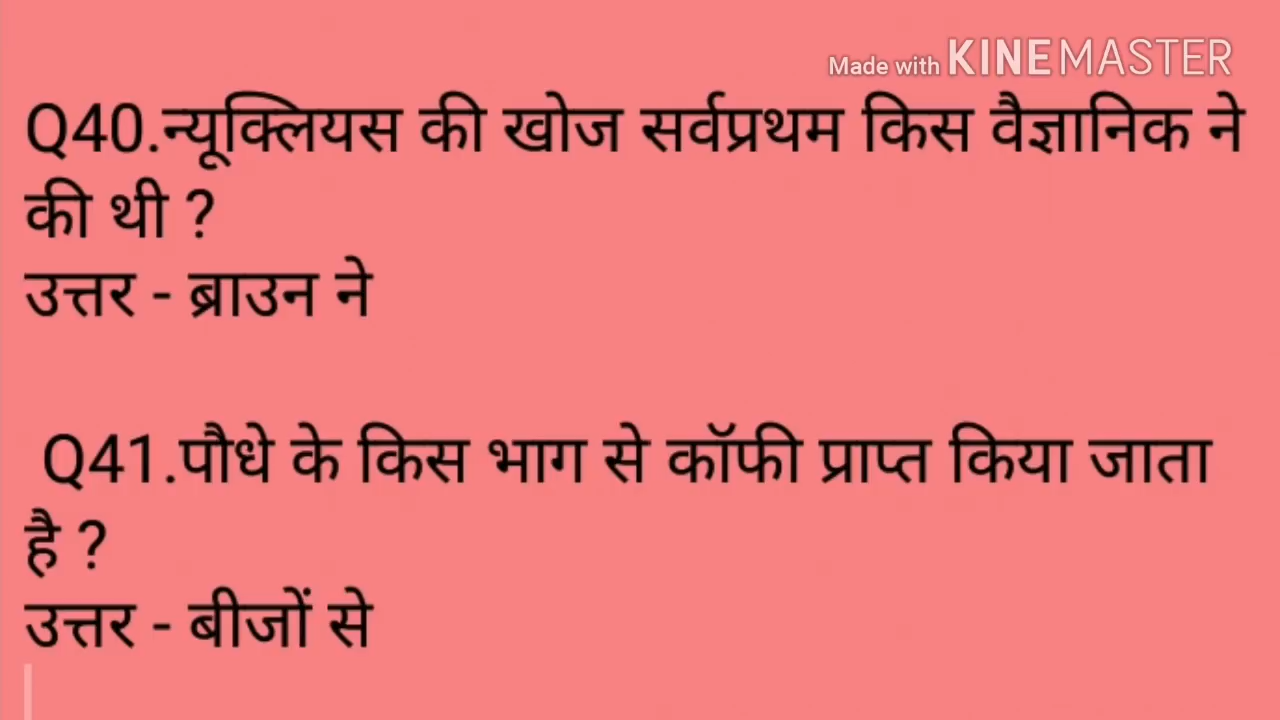 Made with KINEMASTER
Q40.न्यूक्लियस की खोज सर्वप्रथम किस वैज्ञानिक ने
की थी ?
उत्तर - ब्राउन ने
Q41.पौधे के किस भाग से कॉफी प्राप्त किया जाता
है ?
उत्तर - बीजों से